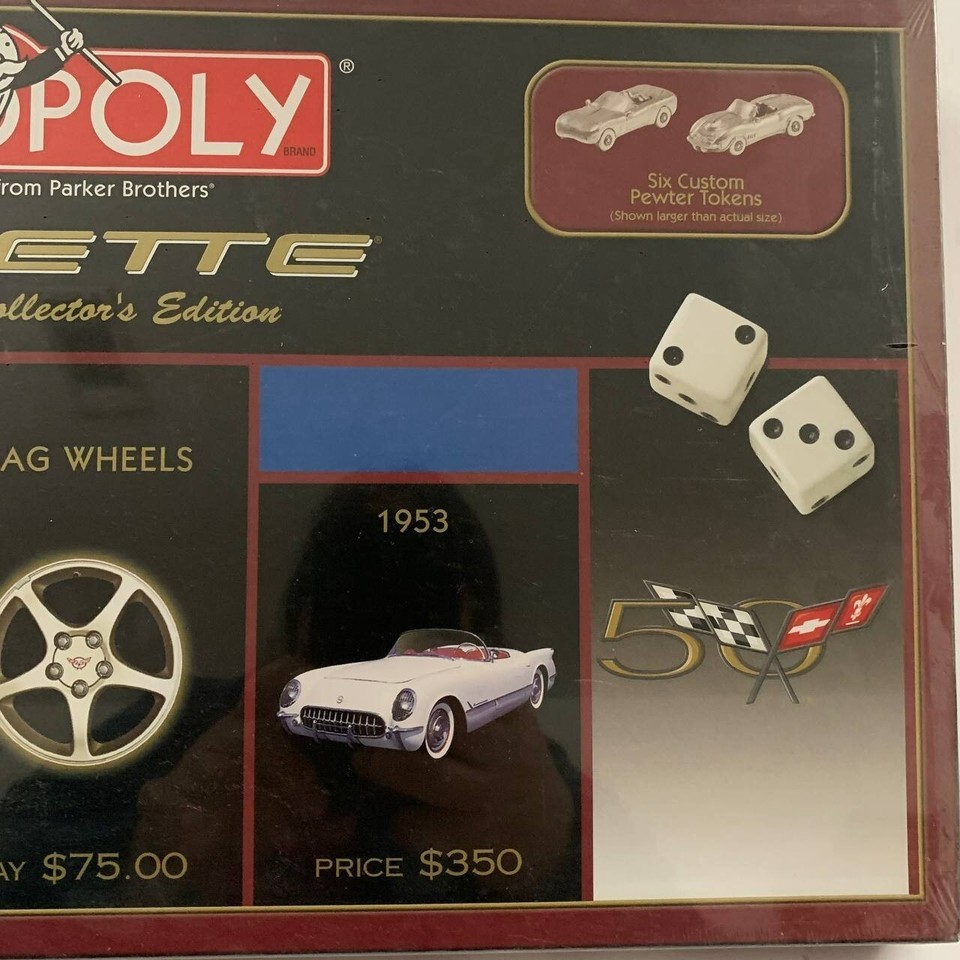 OPOLY®
BRAND
from Parker Brothers®
ETTE®
ollector's Edition
Six Custom
Pewter Tokens
(Shown larger than actual size)
AG WHEELS
AY $75.00
1953
PRICE $350
50